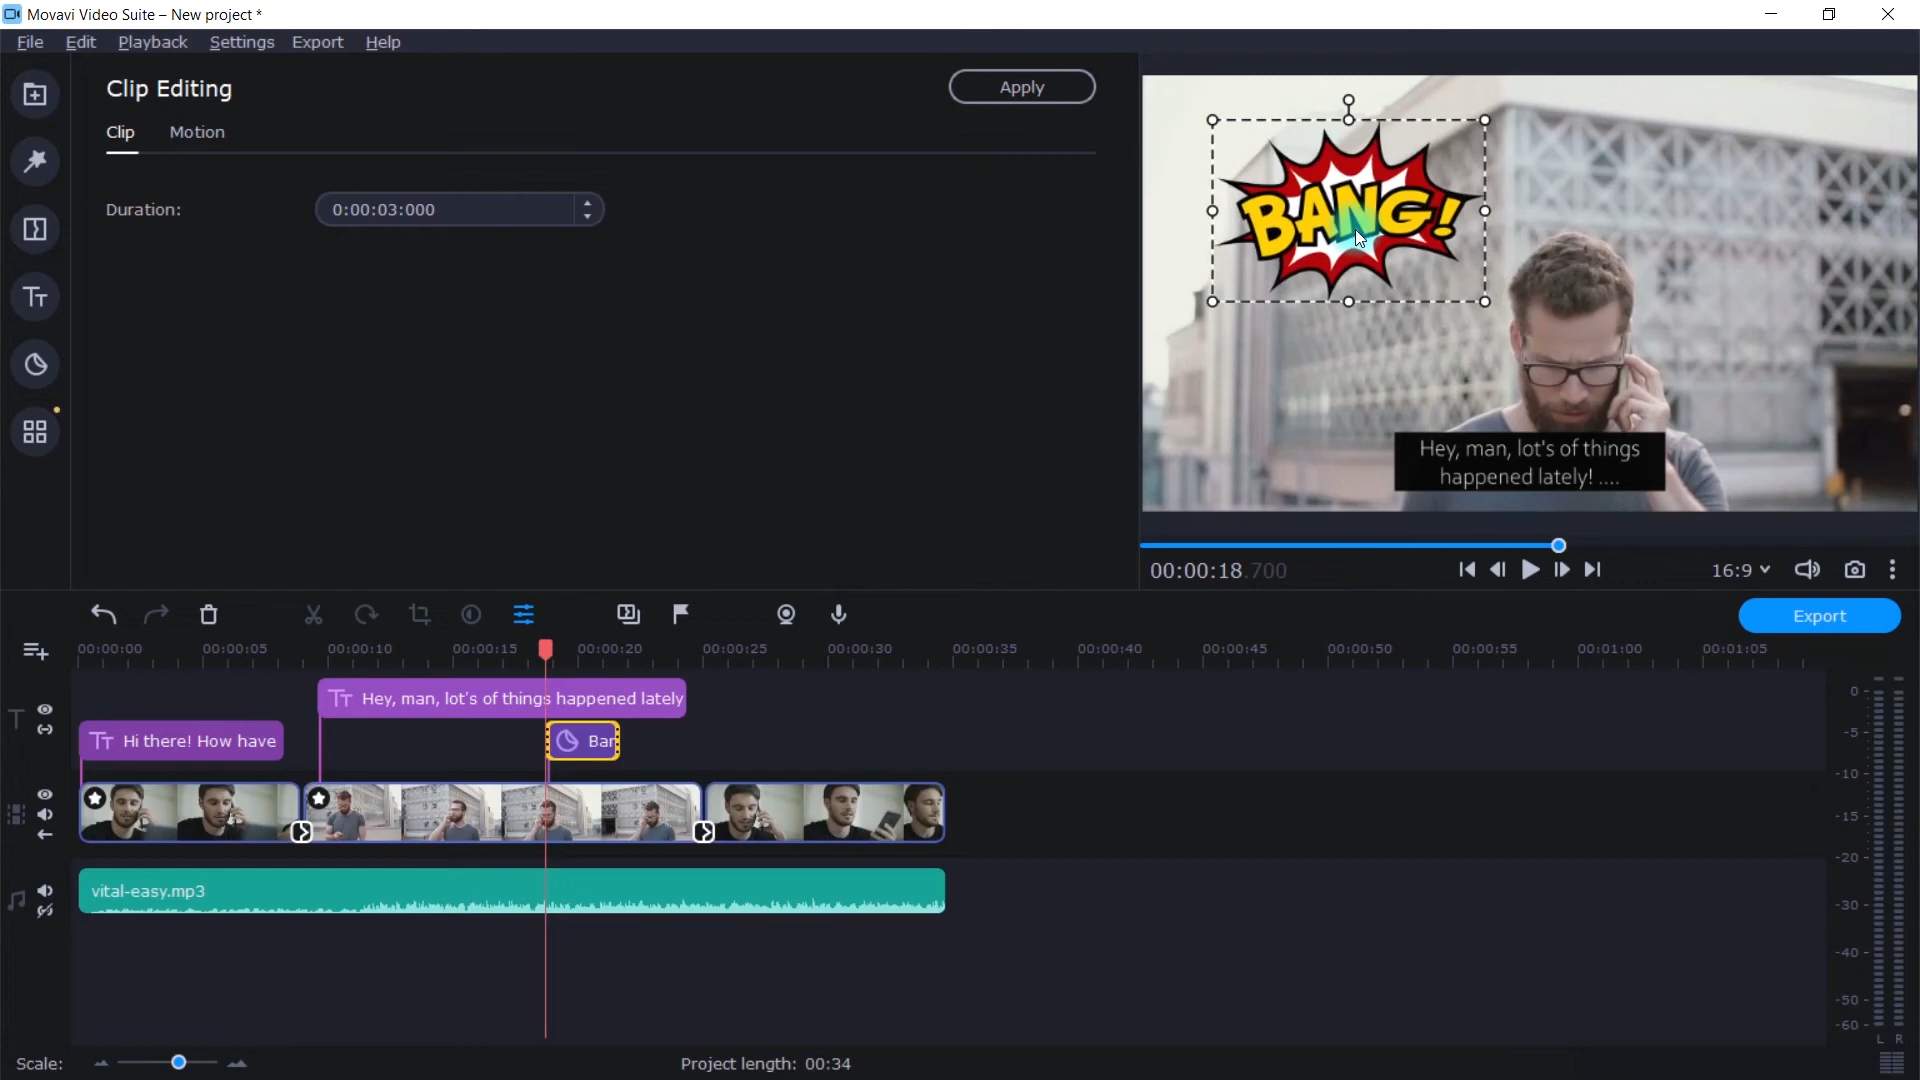 Movavi Video Suite – New project *
File Edit Playback Settings Export Help
Clip Editing
Apply
Clip Motion
Duration: 0:00:03:000
BANG!
Hey, man, lot's of things
happened lately! ....
00:00:18.700
16:9
Export
00:00:00 00:00:05 00:00:10 00:00:15 00:00:20 00:00:25 00:00:30 00:00:35 00:00:40 00:00:45 00:00:50 00:00:55 00:01:00 00:01:05
Tт Hey, man, lot's of things happened lately
Tт Hi there! How have
Bar
vital-easy.mp3
0
-5
-10
-15
-20
-30
-40
-50
-60
L R
Scale:
Project length: 00:34